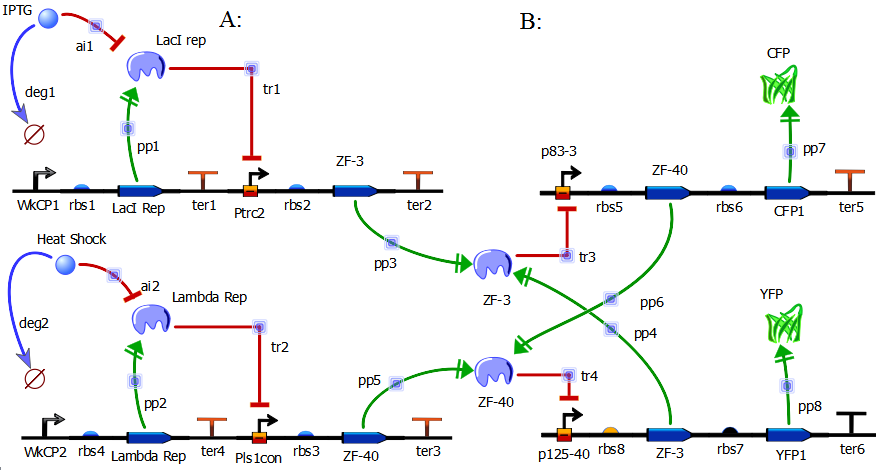 A:
B:
IPTG
ai1
LacI rep
CFP
deg1
tr1
pp1
pp7
ZF-3
p83-3
ZF-40
WkCP1
rbs1
LacI Rep
ter1
Ptrc2
rbs2
ter2
rbs5
rbs6
CFP1
ter5
Heat Shock
pp3
tr3
ai2
Lambda Rep
ZF-3
pp6
YFP
deg2
tr2
pp4
pp2
pp5
tr4
ZF-40
pp8
WkCP2
rbs4
Lambda Rep
ter4
Pls1con
rbs3
ZF-40
ter3
p125-40
rbs8
ZF-3
rbs7
YFP1
ter6